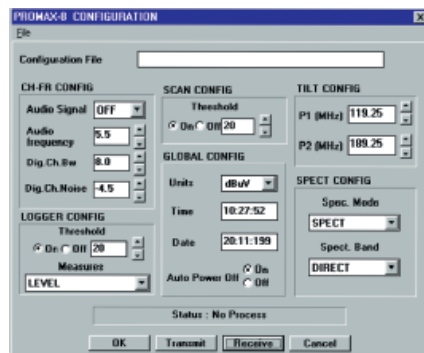 PROMAX-8 CONFIGURATION
File
Configuration File
CH-FR CONFIG
Audio Signal OFF
Audio frequency 5.5
Dig.Ch.Bw 8.0
Dig.Ch.Noise -4.5
LOGGER CONFIG
Threshold
On Off 20
Measures
LEVEL
SCAN CONFIG
Threshold
On Off 20
GLOBAL CONFIG
Units dBuV
Time 10:27:52
Date 20:11:199
Auto Power Off On
Off
TILT CONFIG
P1 (MHz) 119.25
P2 (MHz) 189.25
SPECT CONFIG
Spec. Mode
SPECT
Spect. Band
DIRECT
Status : No Process
OK Transmit Receive Cancel